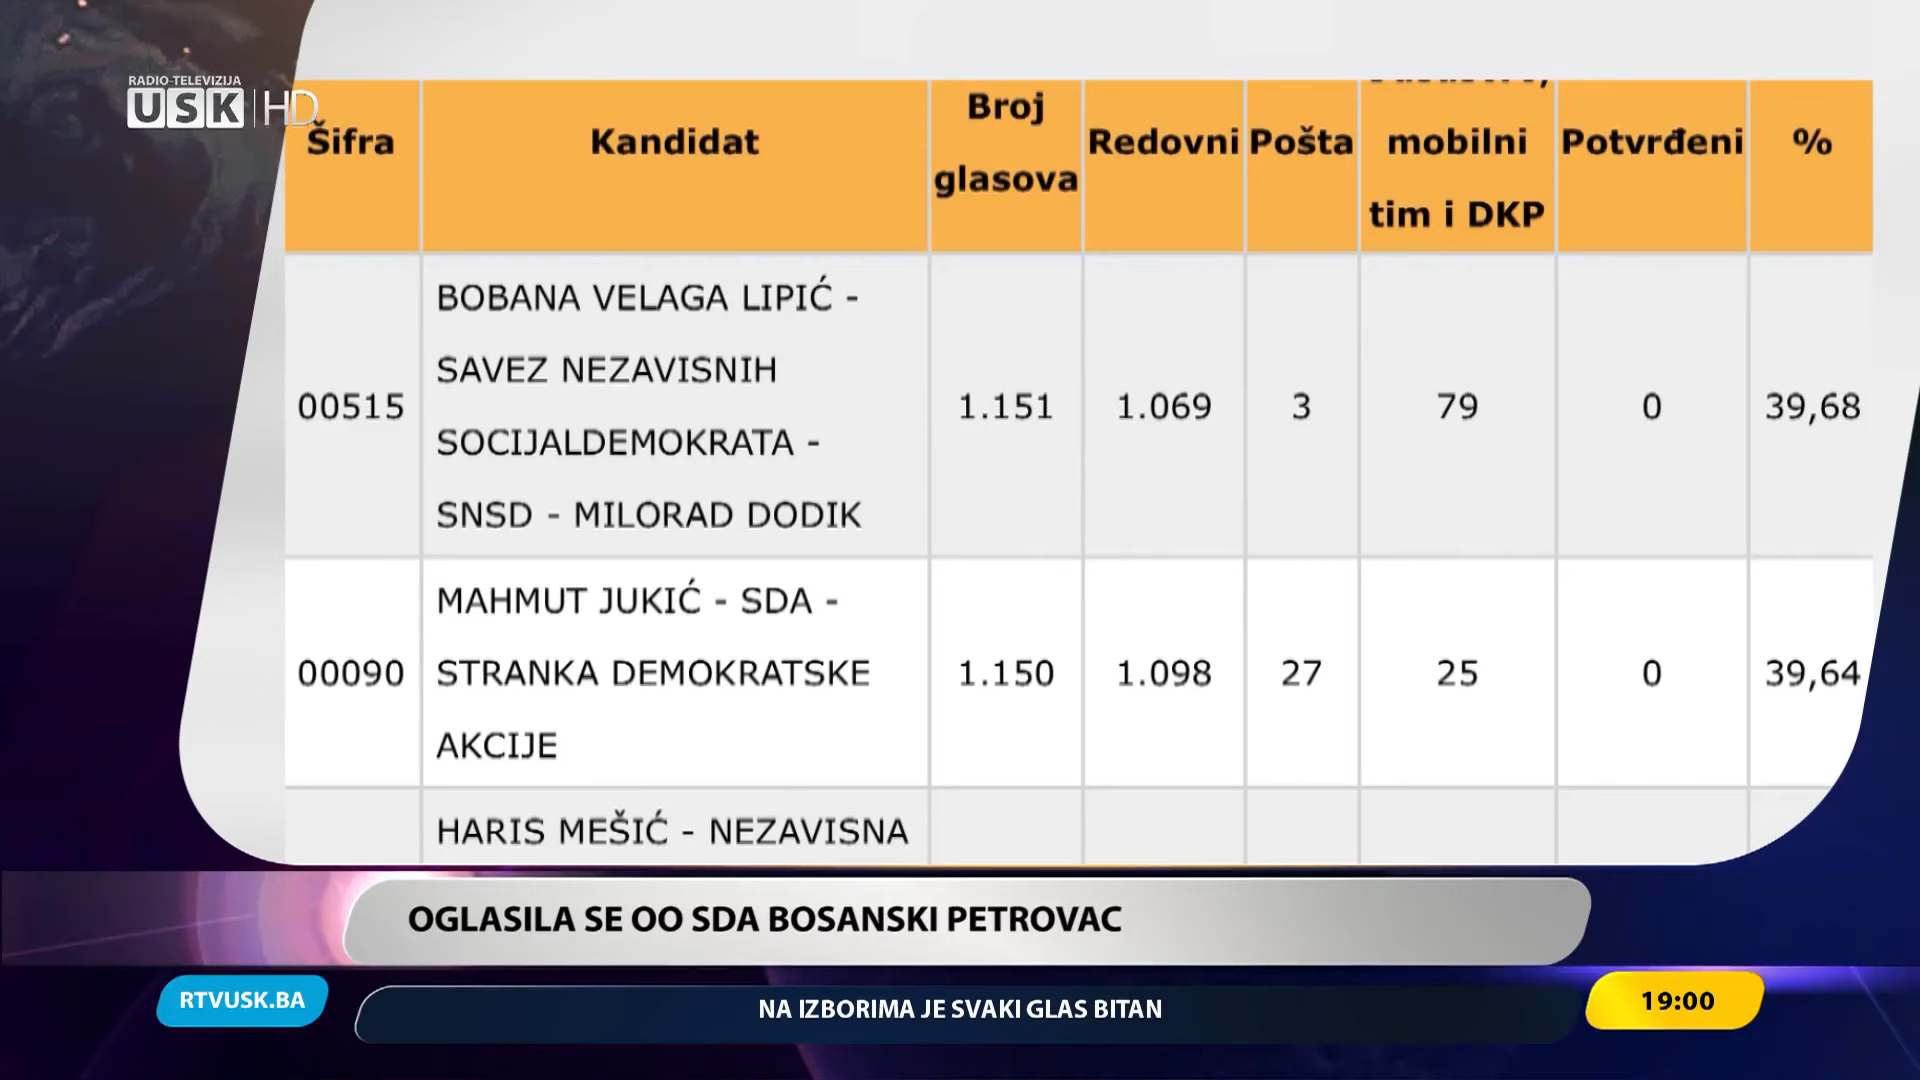 RADIO-TELEVIZIJA
USK HD
Šifra Kandidat Broj glasova Redovni Pošta mobilni tim i DKP Potvrđeni %
BOBANA VELAGA LIPIĆ -
SAVEZ NEZAVISNIH
00515 1.151 1.069 3 79 0 39,68
SOCIJALDEMOKRATA -
SNSD - MILORAD DODIK
MAHMUT JUKIĆ - SDA -
00090 STRANKA DEMOKRATSKE 1.150 1.098 27 25 0 39,64
AKCIJE
HARIS MEŠIĆ - NEZAVISNA
OGLASILA SE OO SDA BOSANSKI PETROVAC
RTVUSK.BA
NA IZBORIMA JE SVAKI GLAS BITAN
19:00